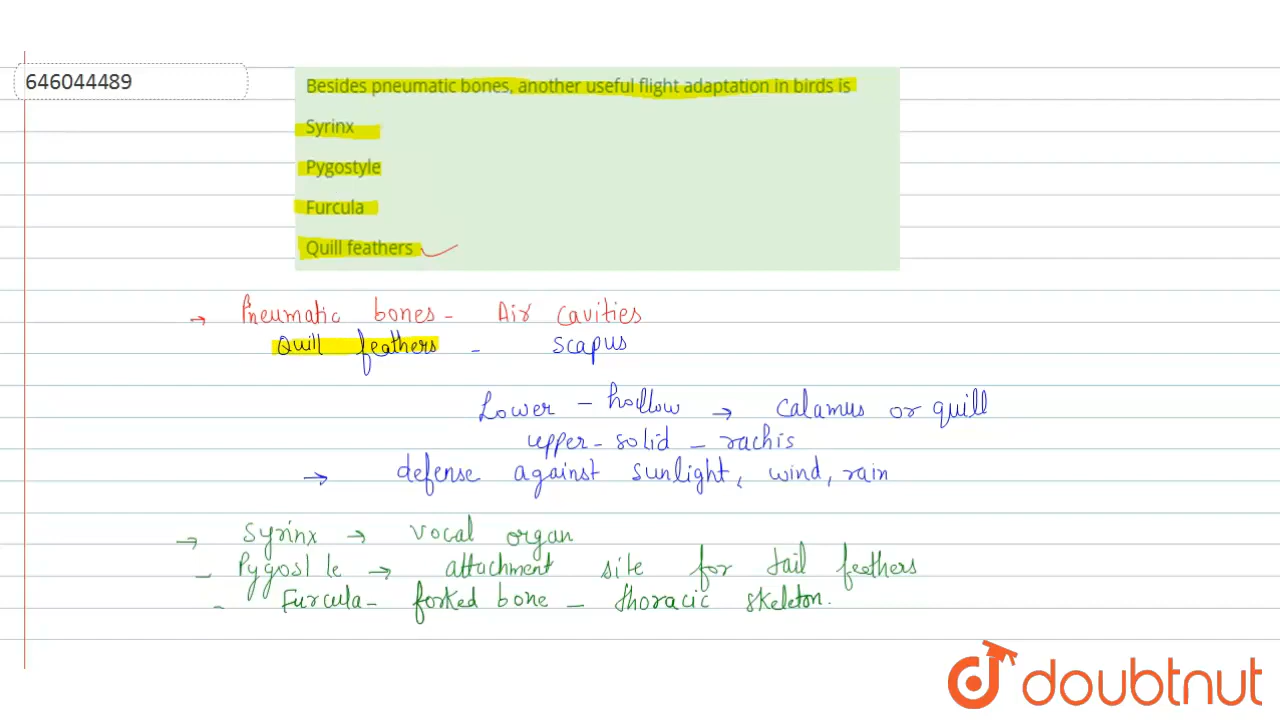 646044489
Besides pneumatic bones, another useful flight adaptation in birds is
Syrinx
Pygostyle
Furcula
Quill feathers
→ Pneumatic bones - Air cavities
Quill feathers - scapus
Lower - hollow → calamus or quill
upper - solid - rachis
→ defense against sunlight, wind, rain
→ Syrinx → vocal organ
- Pygostle → attachment site for tail feathers
- Furcula - forked bone - thoracic skeleton.
doubtnut